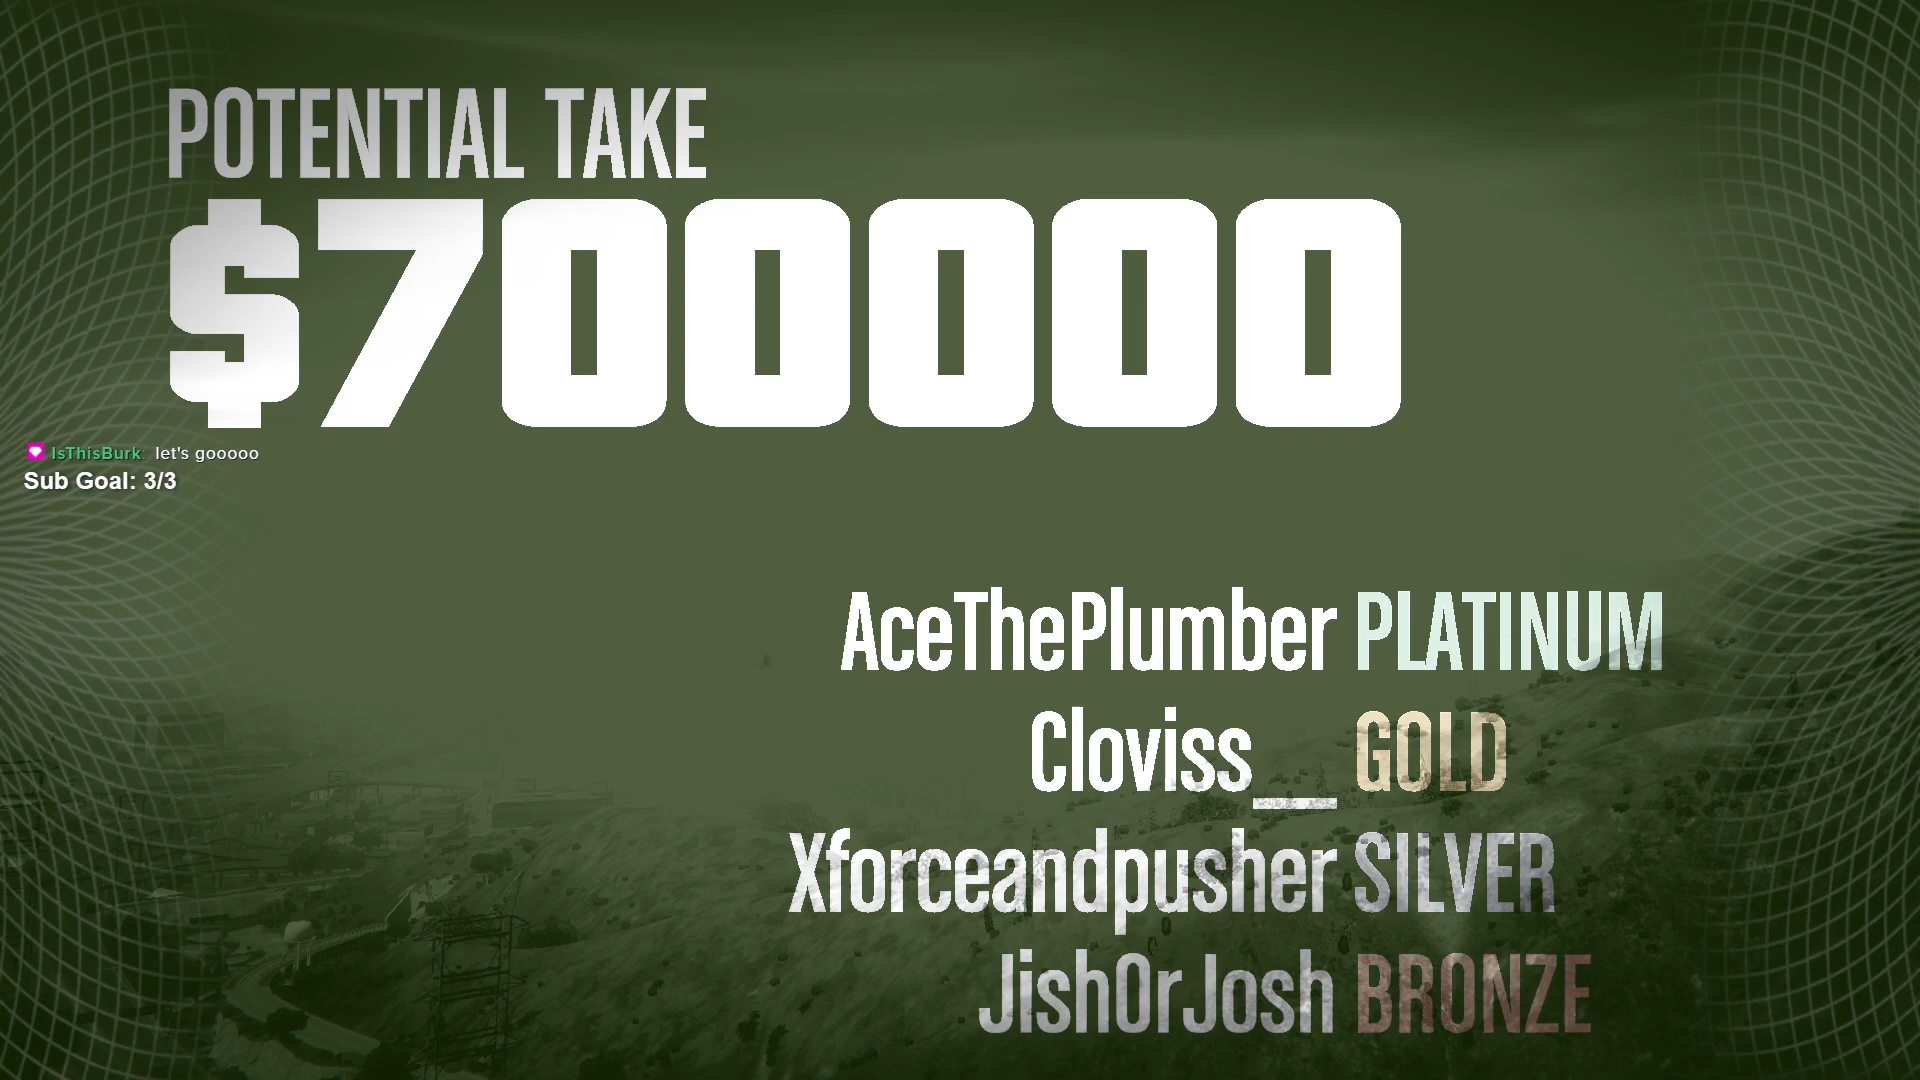 POTENTIAL TAKE
$700000
IsThisBurk: let's gooooo
Sub Goal: 3/3
AceThePlumber PLATINUM
Cloviss__ GOLD
Xforceandpusher SILVER
JishOrJosh BRONZE